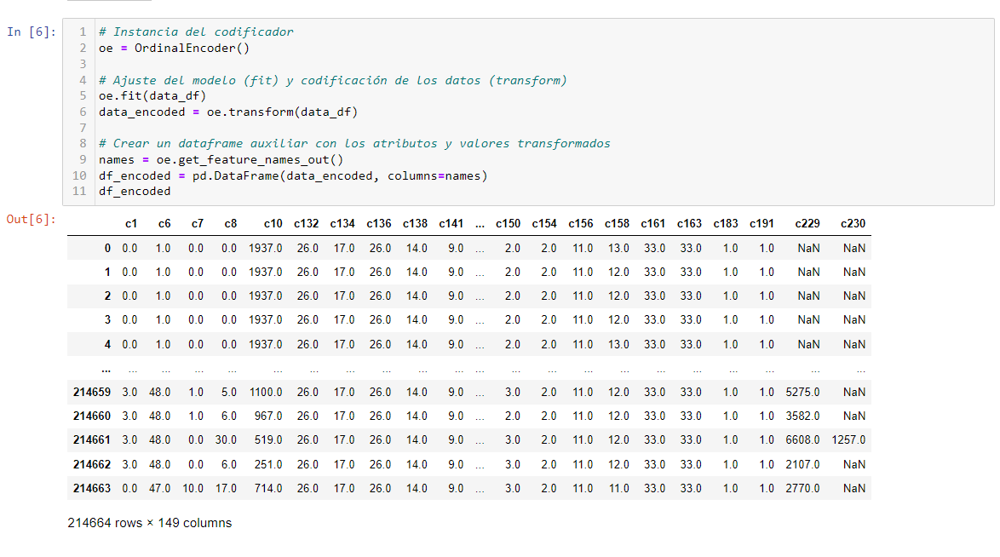 In [6]:
1 # Instancia del codificador
2 oe = OrdinalEncoder()
3
4 # Ajuste del modelo (fit) y codificación de los datos (transform)
5 oe.fit(data_df)
6 data_encoded = oe.transform(data_df)
7
8 # Crear un dataframe auxiliar con los atributos y valores transformados
9 names = oe.get_feature_names_out()
10 df_encoded = pd.DataFrame(data_encoded, columns=names)
11 df_encoded
Out[6]:
c1 c6 c7 c8 c10 c132 c134 c136 c138 c141 ... c150 c154 c156 c158 c161 c163 c183 c191 c229 c230
0 0.0 1.0 0.0 0.0 1937.0 26.0 17.0 26.0 14.0 9.0 ... 2.0 2.0 11.0 13.0 33.0 33.0 1.0 1.0 NaN NaN
1 0.0 1.0 0.0 0.0 1937.0 26.0 17.0 26.0 14.0 9.0 ... 2.0 2.0 11.0 12.0 33.0 33.0 1.0 1.0 NaN NaN
2 0.0 1.0 0.0 0.0 1937.0 26.0 17.0 26.0 14.0 9.0 ... 2.0 2.0 11.0 12.0 33.0 33.0 1.0 1.0 NaN NaN
3 0.0 1.0 0.0 0.0 1937.0 26.0 17.0 26.0 14.0 9.0 ... 2.0 2.0 11.0 12.0 33.0 33.0 1.0 1.0 NaN NaN
4 0.0 1.0 0.0 0.0 1937.0 26.0 17.0 26.0 14.0 9.0 ... 2.0 2.0 11.0 13.0 33.0 33.0 1.0 1.0 NaN NaN
... ... ... ... ... ... ... ... ... ... ... ... ... ... ... ... ... ... ... ... ... ...
214659 3.0 48.0 1.0 5.0 1100.0 26.0 17.0 26.0 14.0 9.0 ... 3.0 2.0 11.0 12.0 33.0 33.0 1.0 1.0 5275.0 NaN
214660 3.0 48.0 1.0 6.0 967.0 26.0 17.0 26.0 14.0 9.0 ... 2.0 2.0 11.0 12.0 33.0 33.0 1.0 1.0 3582.0 NaN
214661 3.0 48.0 0.0 30.0 519.0 26.0 17.0 26.0 14.0 9.0 ... 3.0 2.0 11.0 12.0 33.0 33.0 1.0 1.0 6608.0 1257.0
214662 3.0 48.0 0.0 6.0 251.0 26.0 17.0 26.0 14.0 9.0 ... 3.0 2.0 11.0 12.0 33.0 33.0 1.0 1.0 2107.0 NaN
214663 0.0 47.0 10.0 17.0 714.0 26.0 17.0 26.0 14.0 9.0 ... 3.0 2.0 11.0 11.0 33.0 33.0 1.0 1.0 2770.0 NaN
214664 rows × 149 columns